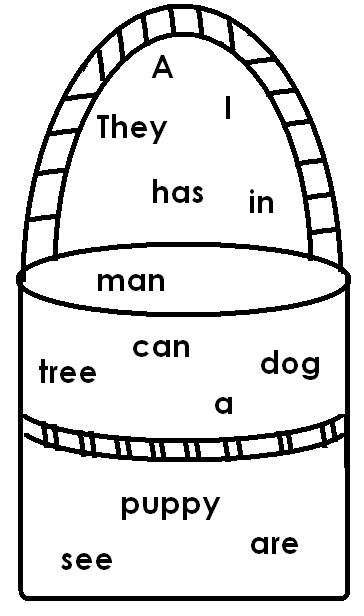 A
I
They
has
in
man
can
tree
dog
a
puppy
see
are